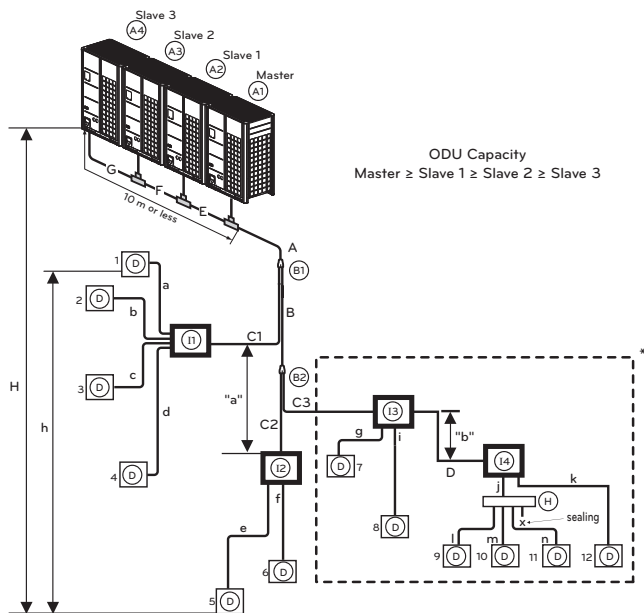 Slave 3
A4
Slave 2
A3
Slave 1
A2
Master
A1
ODU Capacity
Master ≥ Slave 1 ≥ Slave 2 ≥ Slave 3
G
F
E
10 m or less
A
B1
1
D
a
2
D
b
B
I1
C1
*
H
h
3
D
c
d
"a"
B2
C3
C2
I3
g
i
"b"
D
I4
4
D
I2
D
7
j
k
f
H
x
sealing
e
8
D
l
m
n
9
D
10
D
11
D
12
D
6
D
5
D